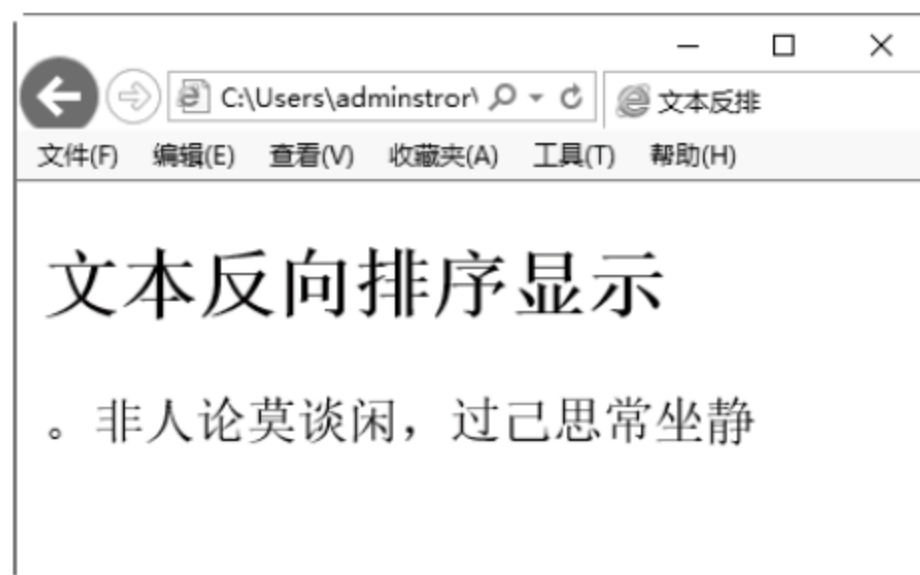 C:\Users\adminstror\
文本反排
文件(F) 编辑(E) 查看(V) 收藏夹(A) 工具(T) 帮助(H)
文本反向排序显示
。非人论莫谈闲，过己思常坐静